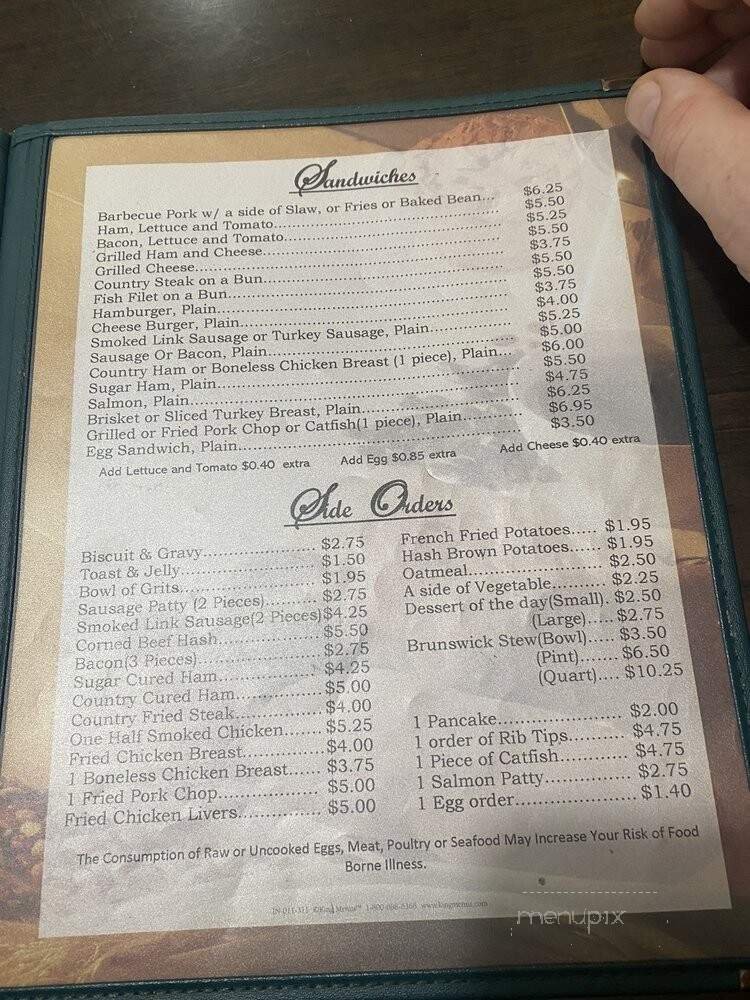 Sandwiches
Barbecue Pork w/ a side of Slaw, or Fries or Baked Bean... $6.25
Ham, Lettuce and Tomato........ $5.50
Bacon, Lettuce and Tomato........ $5.25
Grilled Ham and Cheese........ $5.50
Grilled Cheese........ $3.75
Country Steak on a Bun........ $5.50
Fish Filet on a Bun........ $5.50
Hamburger, Plain........ $3.75
Cheese Burger, Plain........ $4.00
Smoked Link Sausage or Turkey Sausage, Plain........ $5.25
Sausage Or Bacon, Plain........ $5.00
Country Ham or Boneless Chicken Breast (1 piece), Plain... $6.00
Sugar Ham, Plain........ $5.50
Salmon, Plain........ $4.75
Brisket or Sliced Turkey Breast, Plain........ $6.25
Grilled or Fried Pork Chop or Catfish(1 piece), Plain........ $6.95
Egg Sandwich, Plain........ $3.50
Add Lettuce and Tomato $0.40 extra Add Egg $0.85 extra Add Cheese $0.40 extra
Side Orders
Biscuit & Gravy........ $2.75
Toast & Jelly........ $1.50
Bowl of Grits........ $1.95
Sausage Patty (2 Pieces)........ $2.75
Smoked Link Sausage(2 Pieces) $4.25
Corned Beef Hash........ $5.50
Bacon(3 Pieces)........ $2.75
Sugar Cured Ham........ $4.25
Country Cured Ham........ $5.00
Country Fried Steak........ $4.00
One Half Smoked Chicken....... $5.25
Fried Chicken Breast........ $4.00
1 Boneless Chicken Breast...... $3.75
1 Fried Pork Chop........ $5.00
Fried Chicken Livers........ $5.00
French Fried Potatoes..... $1.95
Hash Brown Potatoes...... $1.95
Oatmeal........ $2.50
A side of Vegetable......... $2.25
Dessert of the day(Small). $2.50
(Large)..... $2.75
Brunswick Stew(Bowl)..... $3.50
(Pint)....... $6.50
(Quart).... $10.25
1 Pancake........ $2.00
1 order of Rib Tips........ $4.75
1 Piece of Catfish........ $4.75
1 Salmon Patty........ $2.75
1 Egg order........ $1.40
The Consumption of Raw or Uncooked Eggs, Meat, Poultry or Seafood May Increase Your Risk of Food
Borne Illness.
www.kingmenus.com
menupix